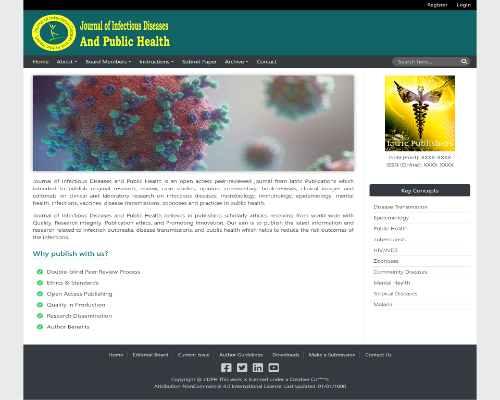 Register Login
Journal of Infectious Diseases
And Public Health
Home About Board Members Instructions Submit Paper Archive Contact
Search here...
Iatric Publishers
ISSN (Print): XXXX-XXXX
ISSN (Online): XXXX-XXXX
Journal of Infectious Diseases and Public Health is an open access peer-reviewed journal from Iatric Publications which
intended to publish original research, review, case studies, opinion, commentary, book-reviews, clinical images and
editorials on clinical and laboratory research on infectious diseases, microbiology, immunology, epidemiology mental
health, infections, vaccines, disease transmissions, zoonoses and practices in public health.
Journal of Infectious Diseases and Public Health believes in publishing scholarly articles receiving from world wide with
Quality, Research integrity, Publication ethics, and Promoting Innovation. Our aim is to publish the latest information and
research related to infection outbreaks, disease transmissions, and public health which helps to reduce the risk outcomes of
the infections.
Why publish with us?
Double-blind Peer Review Process
Ethics & Standards
Open Access Publishing
Quality in Production
Research Dissemination
Author Benefits
Key Concepts
Disease Transmission
Epidemiology
Public Health
Tuberculosis
HIV/AIDS
Zoonoses
Community Diseases
Mental Health
Tropical Diseases
Malaria
Home Editorial Board Current Issue Author Guidelines Downloads Make a Submission Contact Us
Copyright @ JIDPH This work is licensed under a Creative Co****s
Attribution-NonCommercial 4.0 International License. Last updated: 01/01/1800